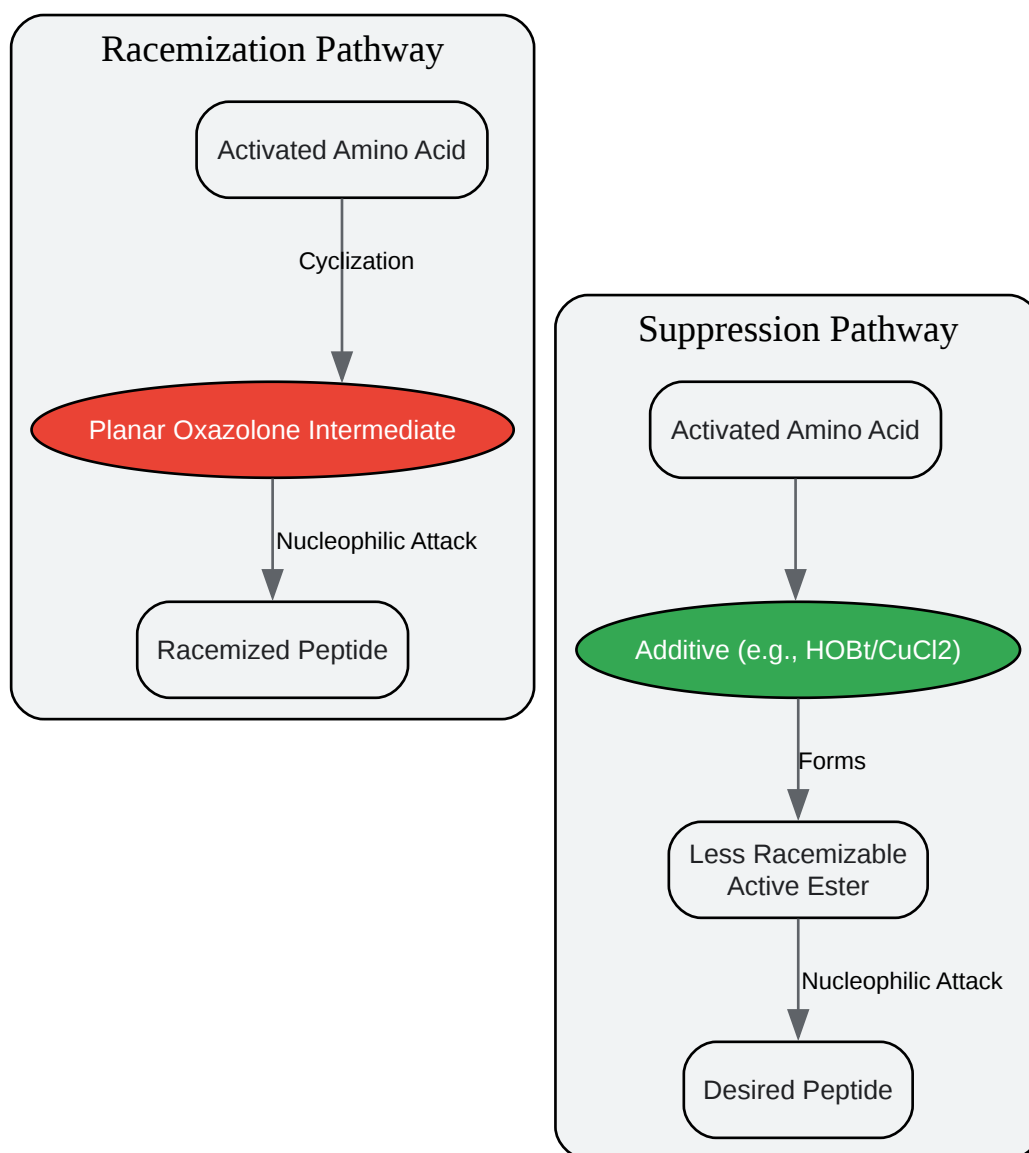 Racemization Pathway
Activated Amino Acid
Cyclization
Planar Oxazolone Intermediate
Nucleophilic Attack
Racemized Peptide
Suppression Pathway
Activated Amino Acid
Additive (e.g., HOBt/CuCl2)
Forms
Less Racemizable
Active Ester
Nucleophilic Attack
Desired Peptide